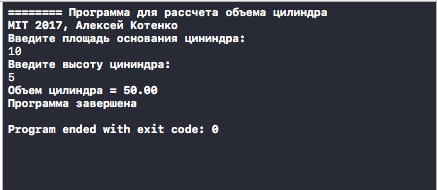 ======== Программа для рассчета объема цилиндра
MIT 2017, Алексей Котенко
Введите площадь основания цининдра:
10
Введите высоту цининдра:
5
Объем цилиндра = 50.00
Программа завершена
Program ended with exit code: 0